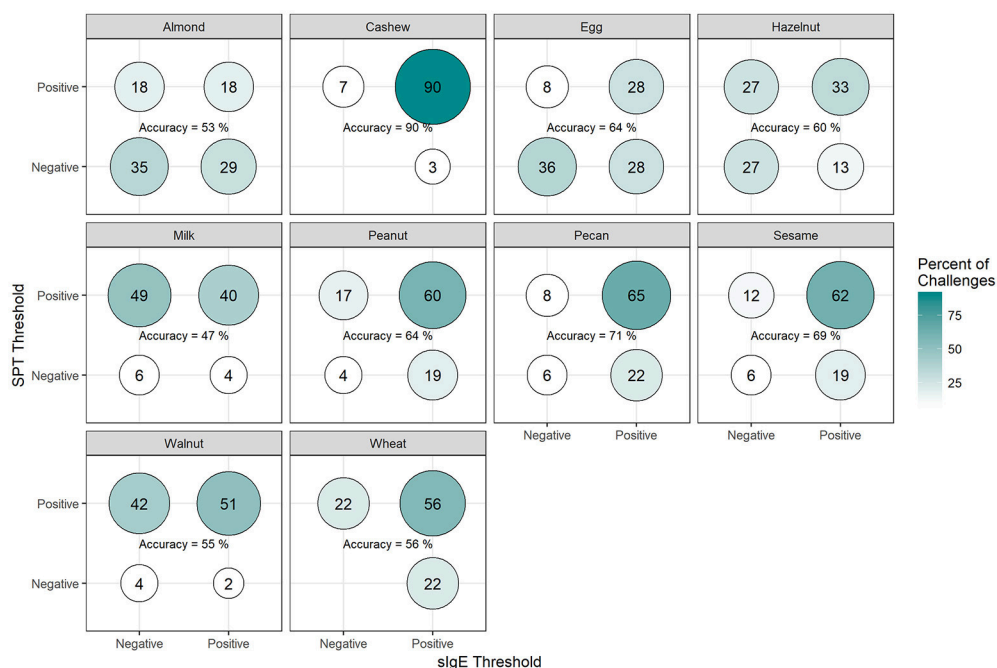 Almond Cashew Egg Hazelnut
Positive 18 18 7 90 8 28 27 33
Accuracy = 53 % Accuracy = 90 % Accuracy = 64 % Accuracy = 60 %
Negative 35 29 3 36 28 27 13
Milk Peanut Pecan Sesame
Positive 49 40 17 60 8 65 12 62
Accuracy = 47 % Accuracy = 64 % Accuracy = 71 % Accuracy = 69 %
Negative 6 4 4 19 6 22 6 19
Negative Positive Negative Positive
Walnut Wheat
Positive 42 51 22 56
Accuracy = 55 % Accuracy = 56 %
Negative 4 2 22
Negative Positive Negative Positive
sIgE Threshold
SPT Threshold
Percent of
Challenges
75
50
25